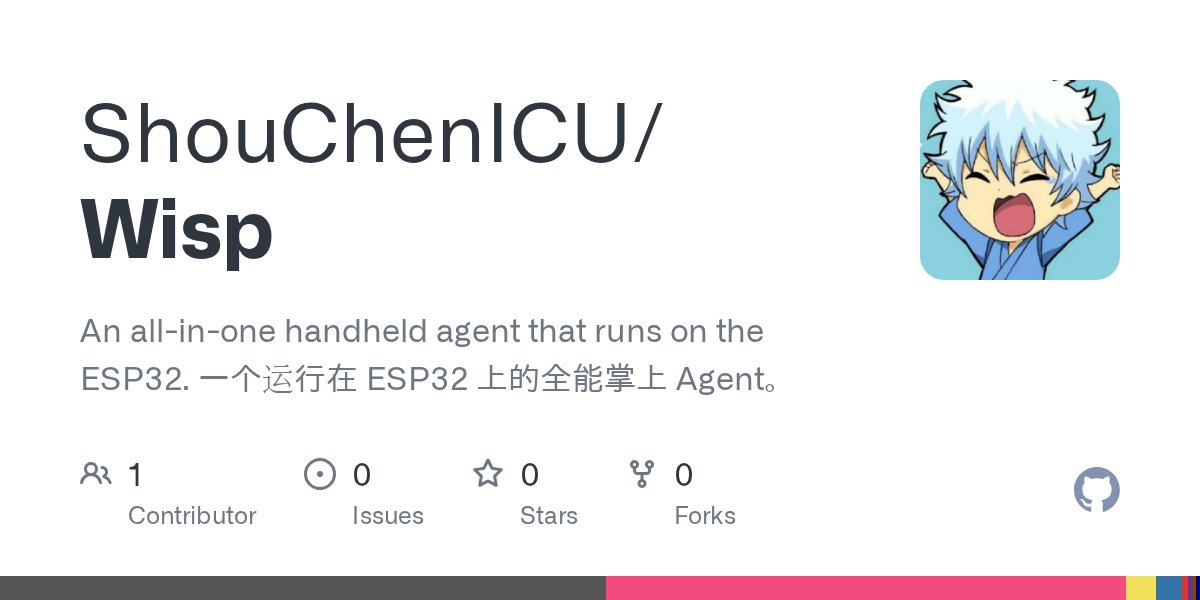 ShouChenICU/
Wisp
An all-in-one handheld agent that runs on the
ESP32. 一个运行在 ESP32 上的全能掌上 Agent。
1
Contributor
0
Issues
0
Stars
0
Forks